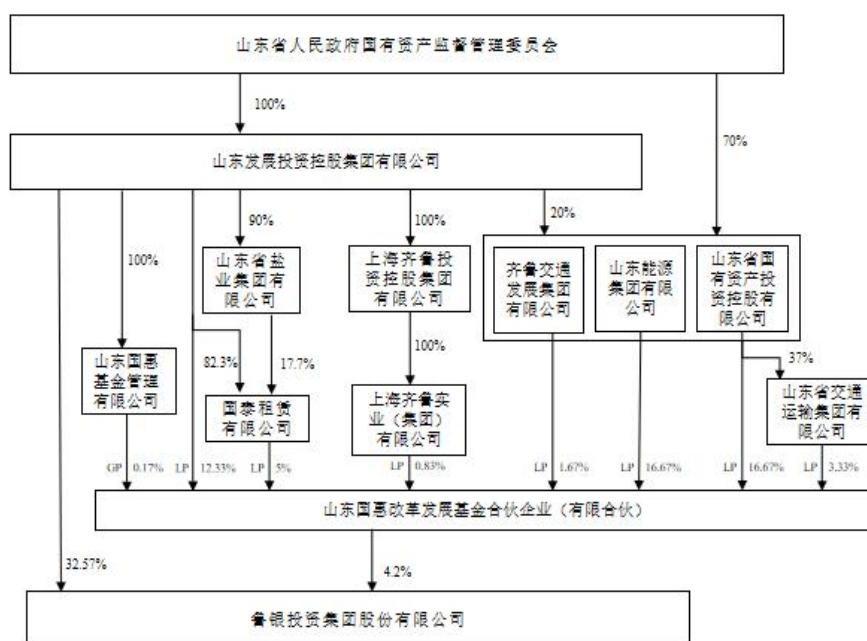 山东省人民政府国有资产监督管理委员会
100%
70%
山东发展投资控股集团有限公司
90%
100%
20%
100%
山东省盐
业集团有
限公司
上海齐鲁投
资控股集团
有限公司
齐鲁交通
发展集团
有限公司
山东能源
集团有限
公司
山东省国
有资产投
资控股有
限公司
82.3%
17.7%
100%
37%
山东国惠
基金管理
有限公司
国泰租赁
有限公司
上海齐鲁实
业（集团）
有限公司
山东省交通
运输集团有
限公司
GP 0.17%
LP 12.33%
LP 5%
LP 0.83%
LP 1.67%
LP 16.67%
LP 16.67%
LP 3.33%
山东国惠改革发展基金合伙企业（有限合伙）
32.57%
4.2%
鲁银投资集团股份有限公司